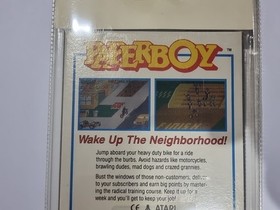 PAPERBOY™
FINISH
Wake Up The Neighborhood!
Jump aboard your heavy duty bike for a ride
through the burbs. Avoid hazards like motorcycles,
brawling dudes, mad dogs and crazed grannies.
Bust the windows of those non-customers, deliver
to your subscribers and earn big points by master-
ing the radical training course. Keep it up for a
week and you'll get to keep your job!
CE ATARI